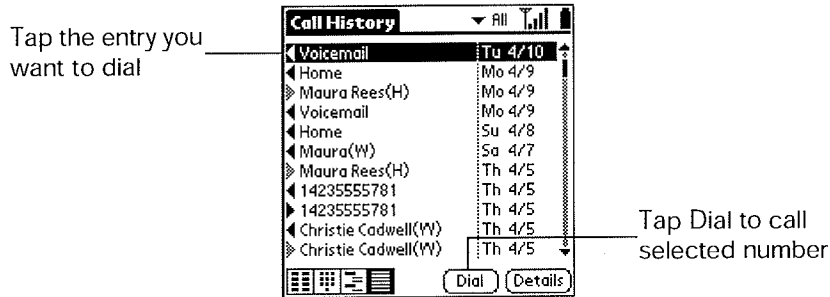 Call History All
Tap the entry you
want to dial
Voicemail Tu 4/10
Home Mo 4/9
Maura Rees(H) Mo 4/9
Voicemail Mo 4/9
Home Su 4/8
Maura(W) Sa 4/7
Maura Rees(H) Th 4/5
14235555781 Th 4/5
14235555781 Th 4/5
Christie Cadwell(W) Th 4/5
Christie Cadwell(W) Th 4/5
Dial Details
Tap Dial to call
selected number